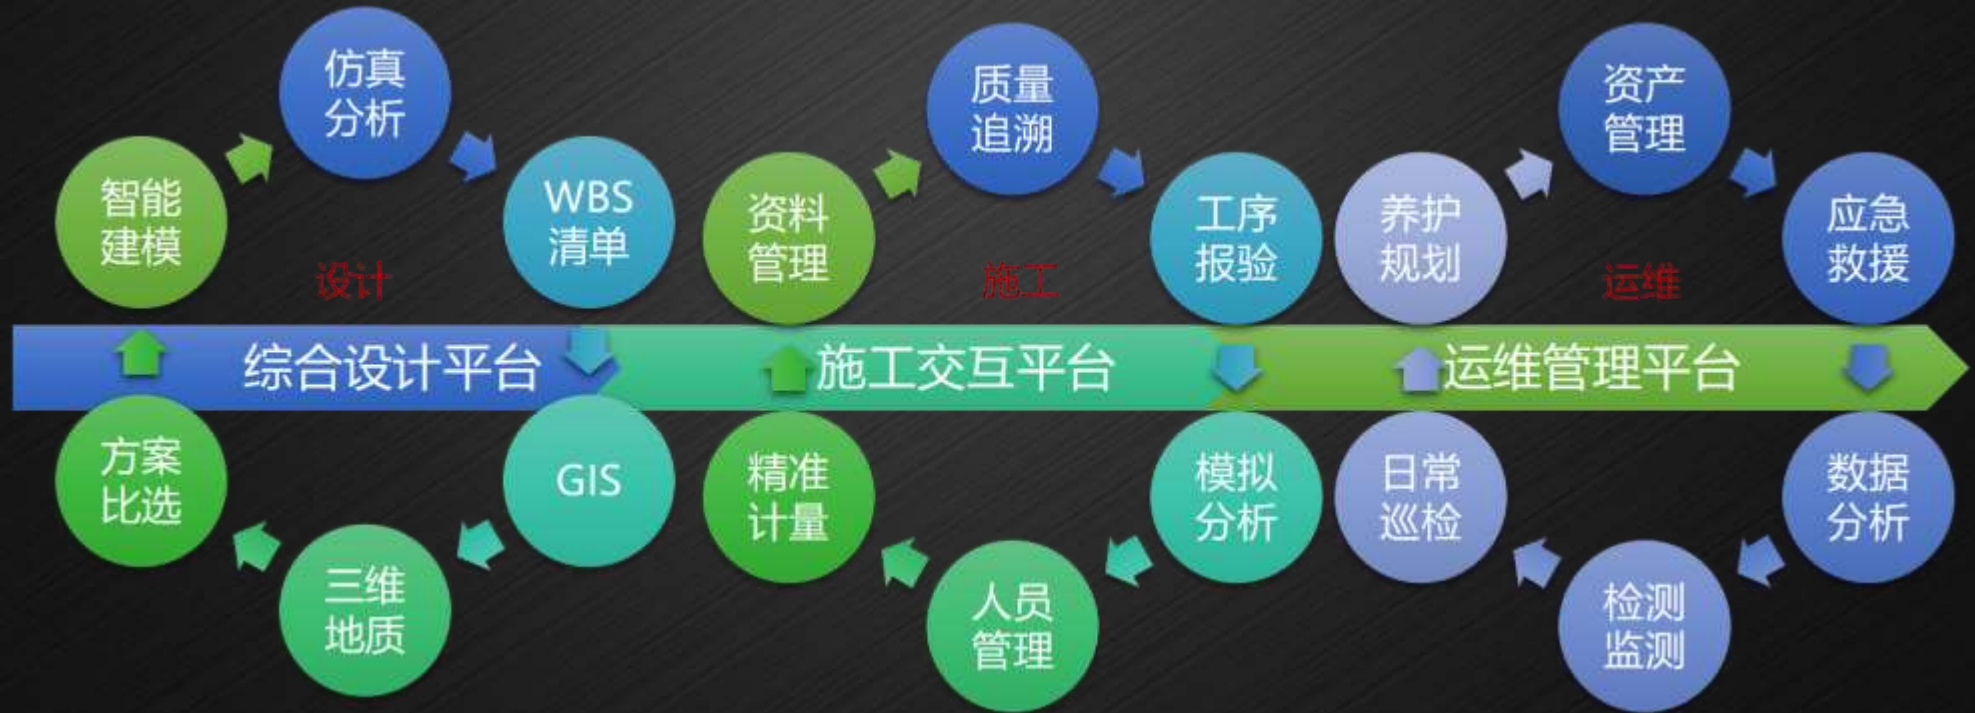 仿真
分析
智能
建模
WBS
清单
设计
质量
追溯
资料
管理
工序
报验
施工
资产
管理
养护
规划
应急
救援
运维
综合设计平台
施工交互平台
运维管理平台
方案
比选
GIS
三维
地质
精准
计量
模拟
分析
人员
管理
日常
巡检
数据
分析
检测
监测